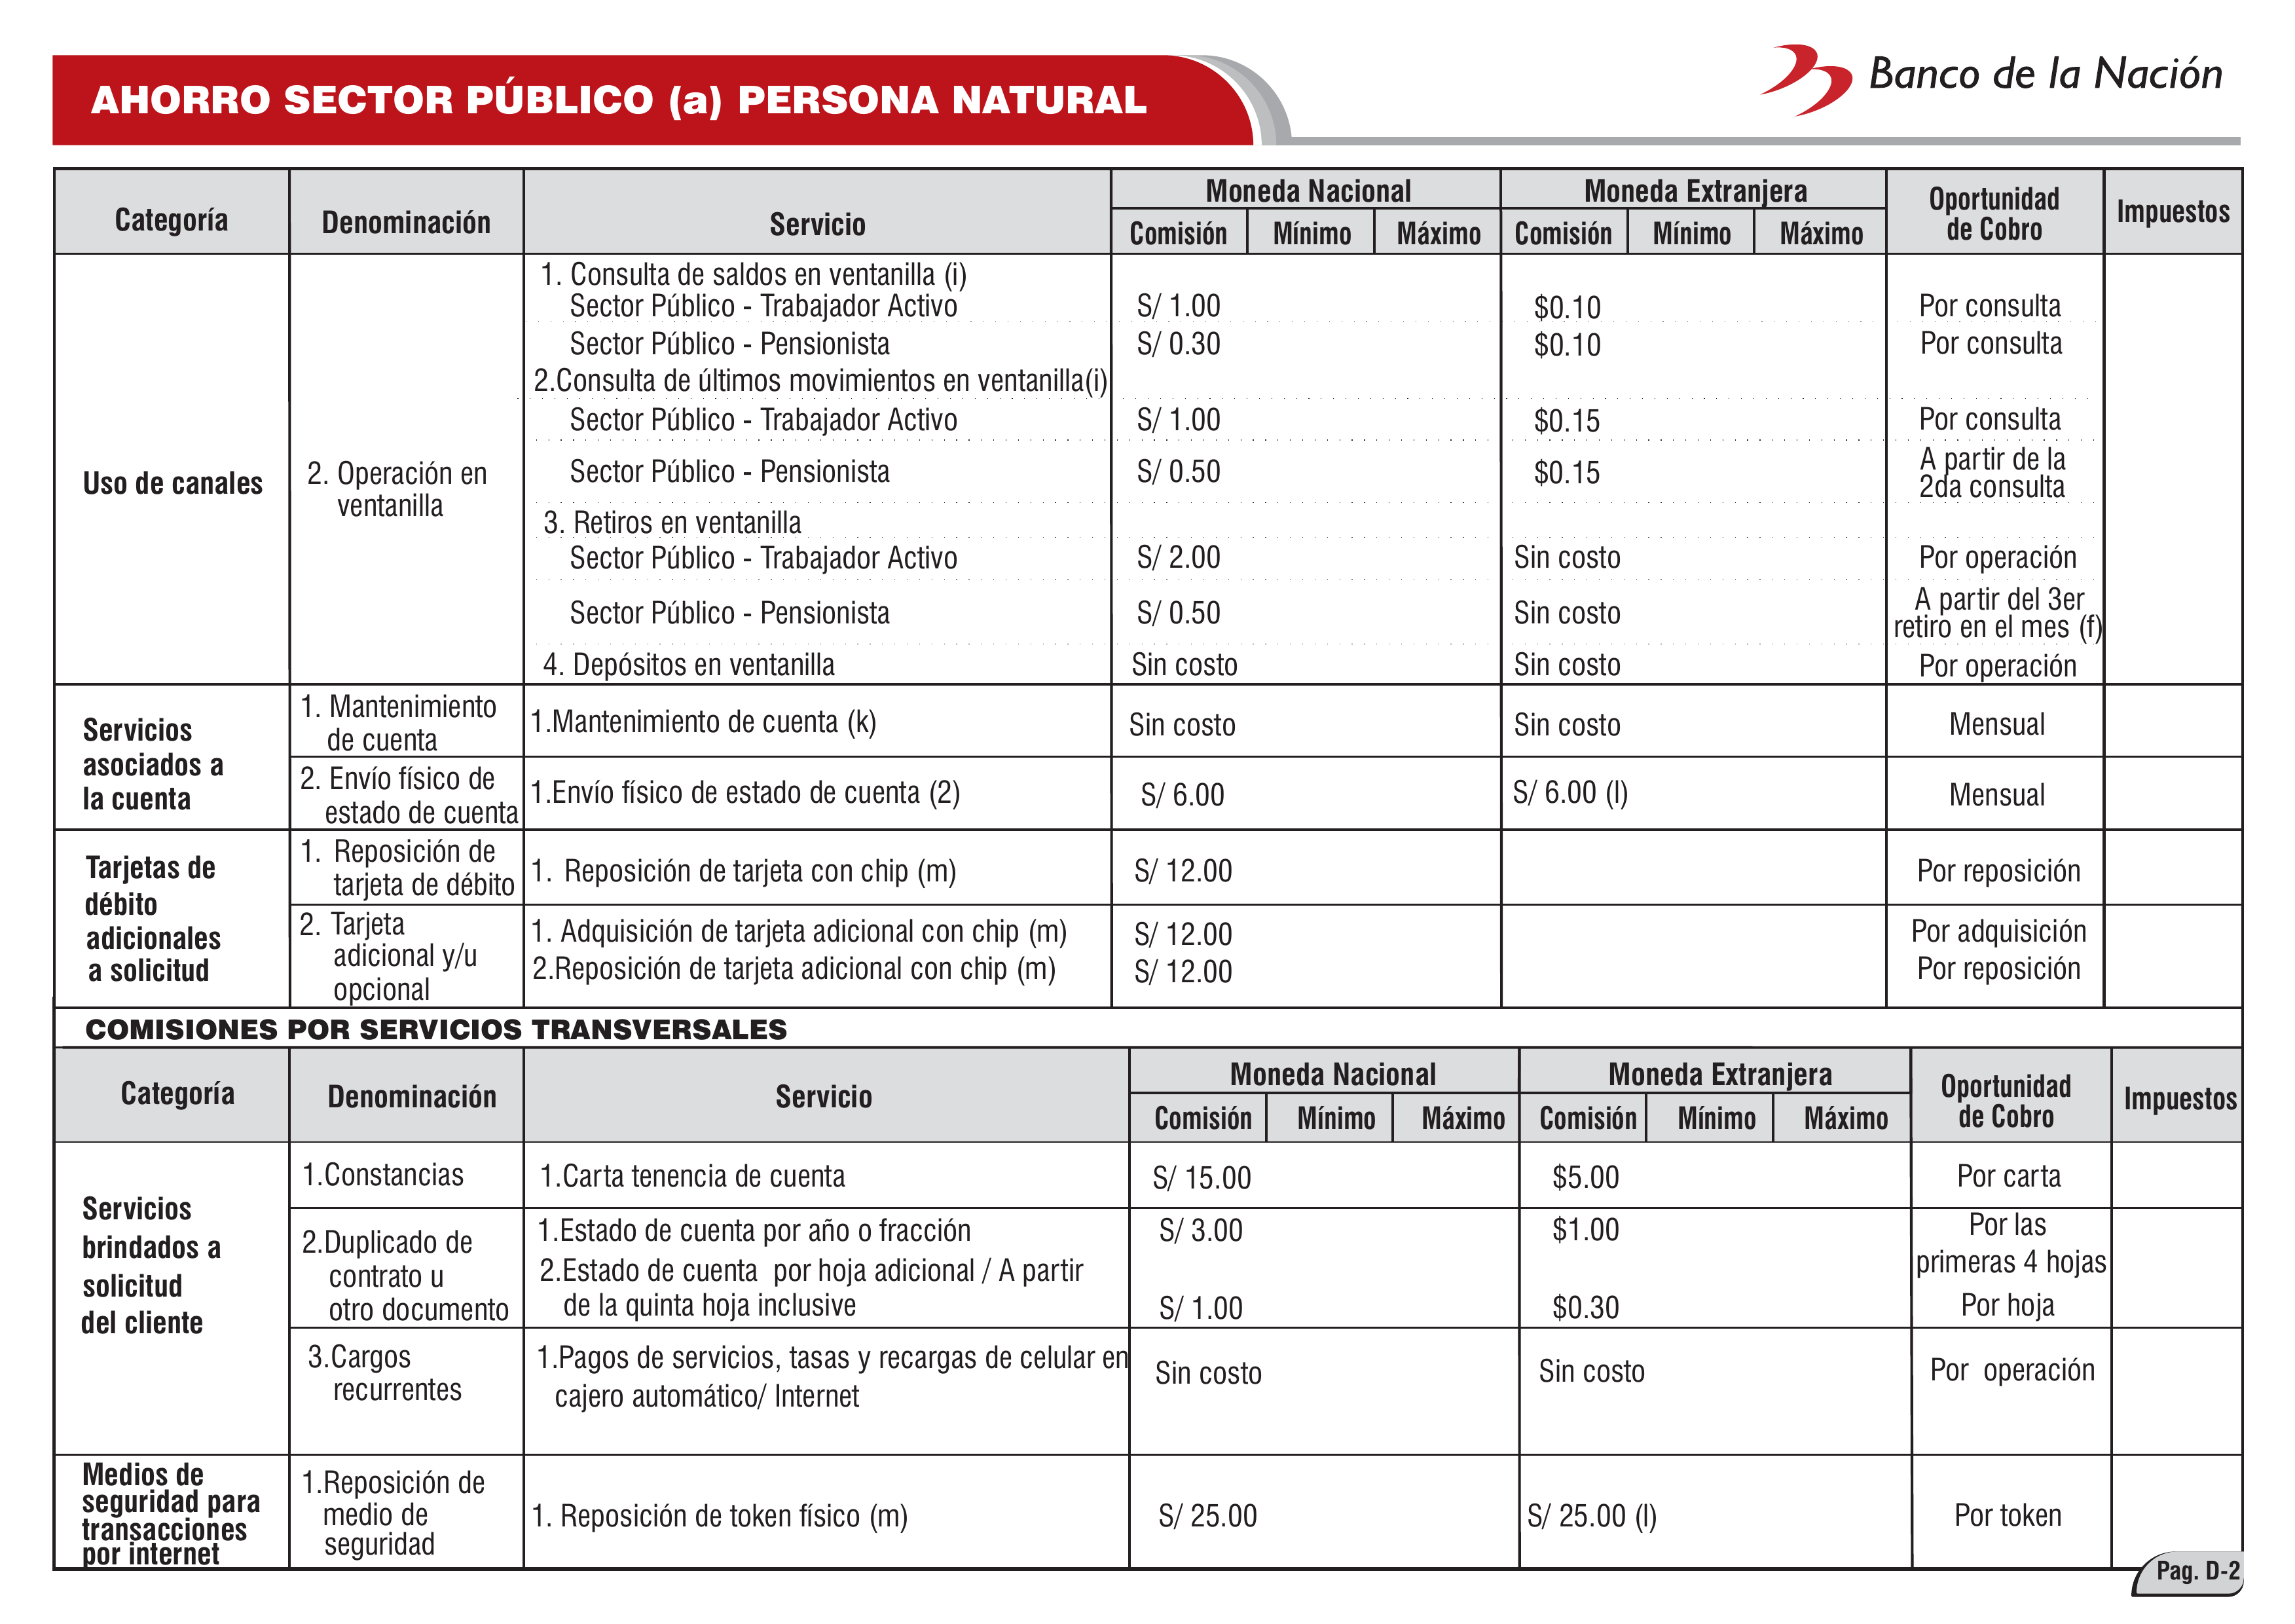 AHORRO SECTOR PÚBLICO (a) PERSONA NATURAL
Banco de la Nación
Categoría Denominación Servicio Moneda Nacional Moneda Extranjera Oportunidad de Cobro Impuestos
Comisión Mínimo Máximo Comisión Mínimo Máximo
Uso de canales
2. Operación en
ventanilla
1. Consulta de saldos en ventanilla (i)
Sector Público - Trabajador Activo S/ 1.00 $0.10 Por consulta
Sector Público - Pensionista S/ 0.30 $0.10 Por consulta
2.Consulta de últimos movimientos en ventanilla(i)
Sector Público - Trabajador Activo S/ 1.00 $0.15 Por consulta
Sector Público - Pensionista S/ 0.50 $0.15 A partir de la
2da consulta
3. Retiros en ventanilla
Sector Público - Trabajador Activo S/ 2.00 Sin costo Por operación
Sector Público - Pensionista S/ 0.50 Sin costo A partir del 3er
retiro en el mes (f)
4. Depósitos en ventanilla Sin costo Sin costo Por operación
Servicios
asociados a
la cuenta
1. Mantenimiento
de cuenta
1.Mantenimiento de cuenta (k) Sin costo Sin costo Mensual
2. Envío físico de
estado de cuenta
1.Envío físico de estado de cuenta (2) S/ 6.00 S/ 6.00 (l) Mensual
Tarjetas de
débito
adicionales
a solicitud
1. Reposición de
tarjeta de débito
1. Reposición de tarjeta con chip (m) S/ 12.00 Por reposición
2. Tarjeta
adicional y/u
opcional
1. Adquisición de tarjeta adicional con chip (m) S/ 12.00 Por adquisición
2.Reposición de tarjeta adicional con chip (m) S/ 12.00 Por reposición
COMISIONES POR SERVICIOS TRANSVERSALES
Categoría Denominación Servicio Moneda Nacional Moneda Extranjera Oportunidad de Cobro Impuestos
Comisión Mínimo Máximo Comisión Mínimo Máximo
Servicios
brindados a
solicitud
del cliente
1.Constancias 1.Carta tenencia de cuenta S/ 15.00 $5.00 Por carta
2.Duplicado de
contrato u
otro documento
1.Estado de cuenta por año o fracción S/ 3.00 $1.00 Por las
primeras 4 hojas
2.Estado de cuenta por hoja adicional / A partir
de la quinta hoja inclusive S/ 1.00 $0.30 Por hoja
3.Cargos
recurrentes
1.Pagos de servicios, tasas y recargas de celular en
cajero automático/ Internet Sin costo Sin costo Por operación
Medios de
seguridad para
transacciones
por internet
1.Reposición de
medio de
seguridad
1. Reposición de token físico (m) S/ 25.00 S/ 25.00 (l) Por token
Pag. D-2